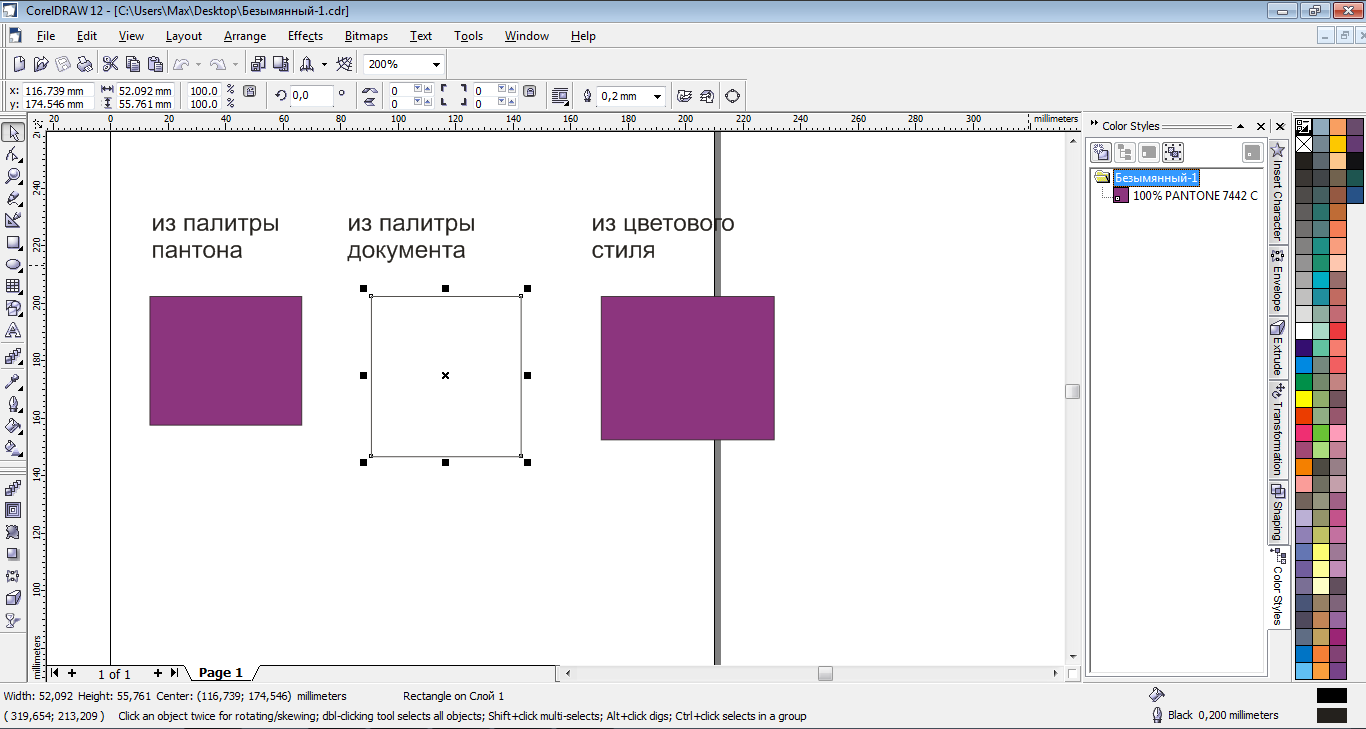 CorelDRAW 12 - [C:\Users\Max\Desktop\Безымянный-1.cdr]
File Edit View Layout Arrange Effects Bitmaps Text Tools Window Help
200%
x: 116.739 mm 52.092 mm 100.0 % 0,0 ° 0 0 0,2 mm
y: 174.546 mm 55.761 mm 100.0 % 0 0
20 0 20 40 60 80 100 120 140 160 180 200 220 240 260 280 300 320 millimeters
Color Styles
Безымянный-1
100% PANTONE 7442 C
240
220
200
180
160
140
120
100
millimeters
из палитры
пантона
из палитры
документа
из цветового
стиля
Insert Character
Envelope
Extrude
Transformation
Shaping
Color Styles
1 of 1 Page 1
Width: 52,092 Height: 55,761 Center: (116,739; 174,546) millimeters Rectangle on Слой 1
( 319,654; 213,209 ) Click an object twice for rotating/skewing; dbl-clicking tool selects all objects; Shift+click multi-selects; Alt+click digs; Ctrl+click selects in a group Black 0,200 millimeters